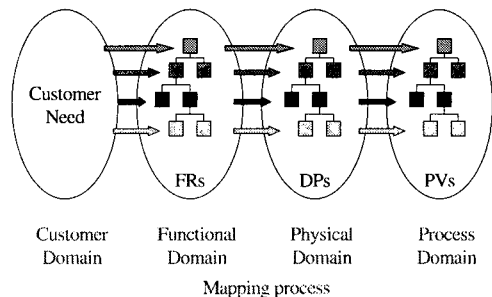 Customer
Need
FRs
DPs
PVs
Customer
Domain
Functional
Domain
Physical
Domain
Process
Domain
Mapping process